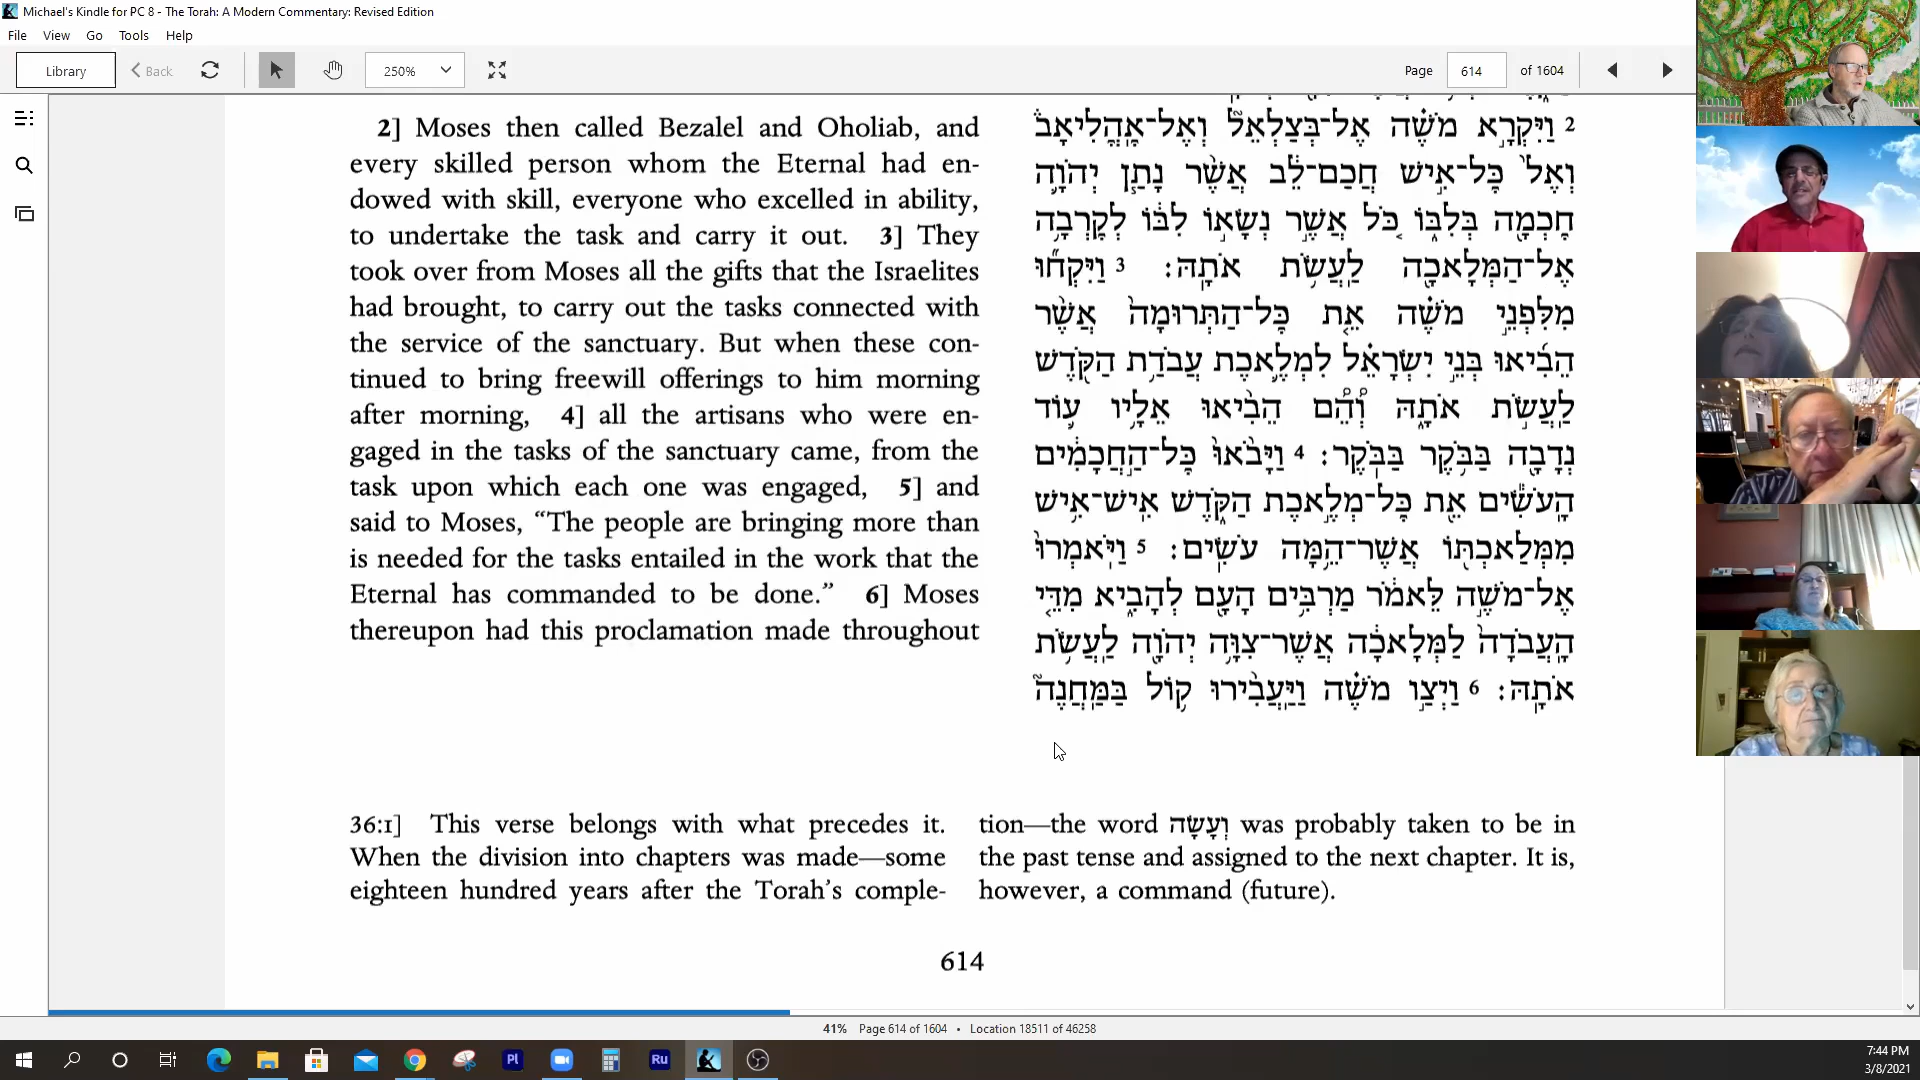 Michael's Kindle for PC 8 - The Torah: A Modern Commentary: Revised Edition
File View Go Tools Help
Library
Back
250%
Page 614 of 1604
2] Moses then called Bezalel and Oholiab, and
every skilled person whom the Eternal had en-
dowed with skill, everyone who excelled in ability,
to undertake the task and carry it out. 3] They
took over from Moses all the gifts that the Israelites
had brought, to carry out the tasks connected with
the service of the sanctuary. But when these con-
tinued to bring freewill offerings to him morning
after morning, 4] all the artisans who were en-
gaged in the tasks of the sanctuary came, from the
task upon which each one was engaged, 5] and
said to Moses, “The people are bringing more than
is needed for the tasks entailed in the work that the
Eternal has commanded to be done.” 6] Moses
thereupon had this proclamation made throughout
2 וַיִּקְרָ֣א מֹשֶׁ֗ה אֶל־בְּצַלְאֵל֮ וְאֶל־אׇהֳלִיאָב֒
וְאֶל֙ כׇּל־אִ֣ישׁ חֲכַם־לֵ֔ב אֲשֶׁ֨ר נָתַ֧ן יְהֹוָ֛ה
חׇכְמָ֖ה בְּלִבּ֑וֹ כֹּ֚ל אֲשֶׁ֣ר נְשָׂא֣וֹ לִבּ֔וֹ לְקׇרְבָ֥ה
אֶל־הַמְּלָאכָ֖ה לַעֲשֹׂ֥ת אֹתָֽהּ׃ 3 וַיִּקְח֞וּ
מִלִּפְנֵ֣י מֹשֶׁ֗ה אֵ֤ת כׇּל־הַתְּרוּמָה֙ אֲשֶׁ֨ר
הֵבִ֜יאוּ בְּנֵ֣י יִשְׂרָאֵ֗ל לִמְלֶ֛אכֶת עֲבֹדַ֥ת הַקֹּ֖דֶשׁ
לַעֲשֹׂ֣ת אֹתָ֑הּ וְ֠הֵ֠ם הֵבִ֨יאוּ אֵלָ֥יו ע֛וֹד
נְדָבָ֖ה בַּבֹּ֥קֶר בַּבֹּֽקֶר׃ 4 וַיָּבֹ֙אוּ֙ כׇּל־הַ֣חֲכָמִ֔ים
הָעֹשִׂ֕ים אֵ֖ת כׇּל־מְלֶ֣אכֶת הַקֹּ֑דֶשׁ אִֽישׁ־אִ֥ישׁ
מִמְּלַאכְתּ֖וֹ אֲשֶׁר־הֵ֥מָּה עֹשִֽׂים׃ 5 וַיֹּאמְרוּ֙
אֶל־מֹשֶׁ֣ה לֵּאמֹ֔ר מַרְבִּ֥ים הָעָ֖ם לְהָבִ֑יא מִדֵּ֤י
הָֽעֲבֹדָה֙ לַמְּלָאכָ֔ה אֲשֶׁר־צִוָּ֥ה יְהֹוָ֖ה לַעֲשֹׂ֥ת
אֹתָֽהּ׃ 6 וַיְצַ֣ו מֹשֶׁ֗ה וַיַּעֲבִ֨ירוּ ק֥וֹל בַּֽמַּחֲנֶה֮
36:1] This verse belongs with what precedes it.
When the division into chapters was made—some
eighteen hundred years after the Torah’s comple-
tion—the word וְעָשָׂה was probably taken to be in
the past tense and assigned to the next chapter. It is,
however, a command (future).
614
41% Page 614 of 1604 • Location 18511 of 46258
Pl
Ru
7:44 PM
3/8/2021